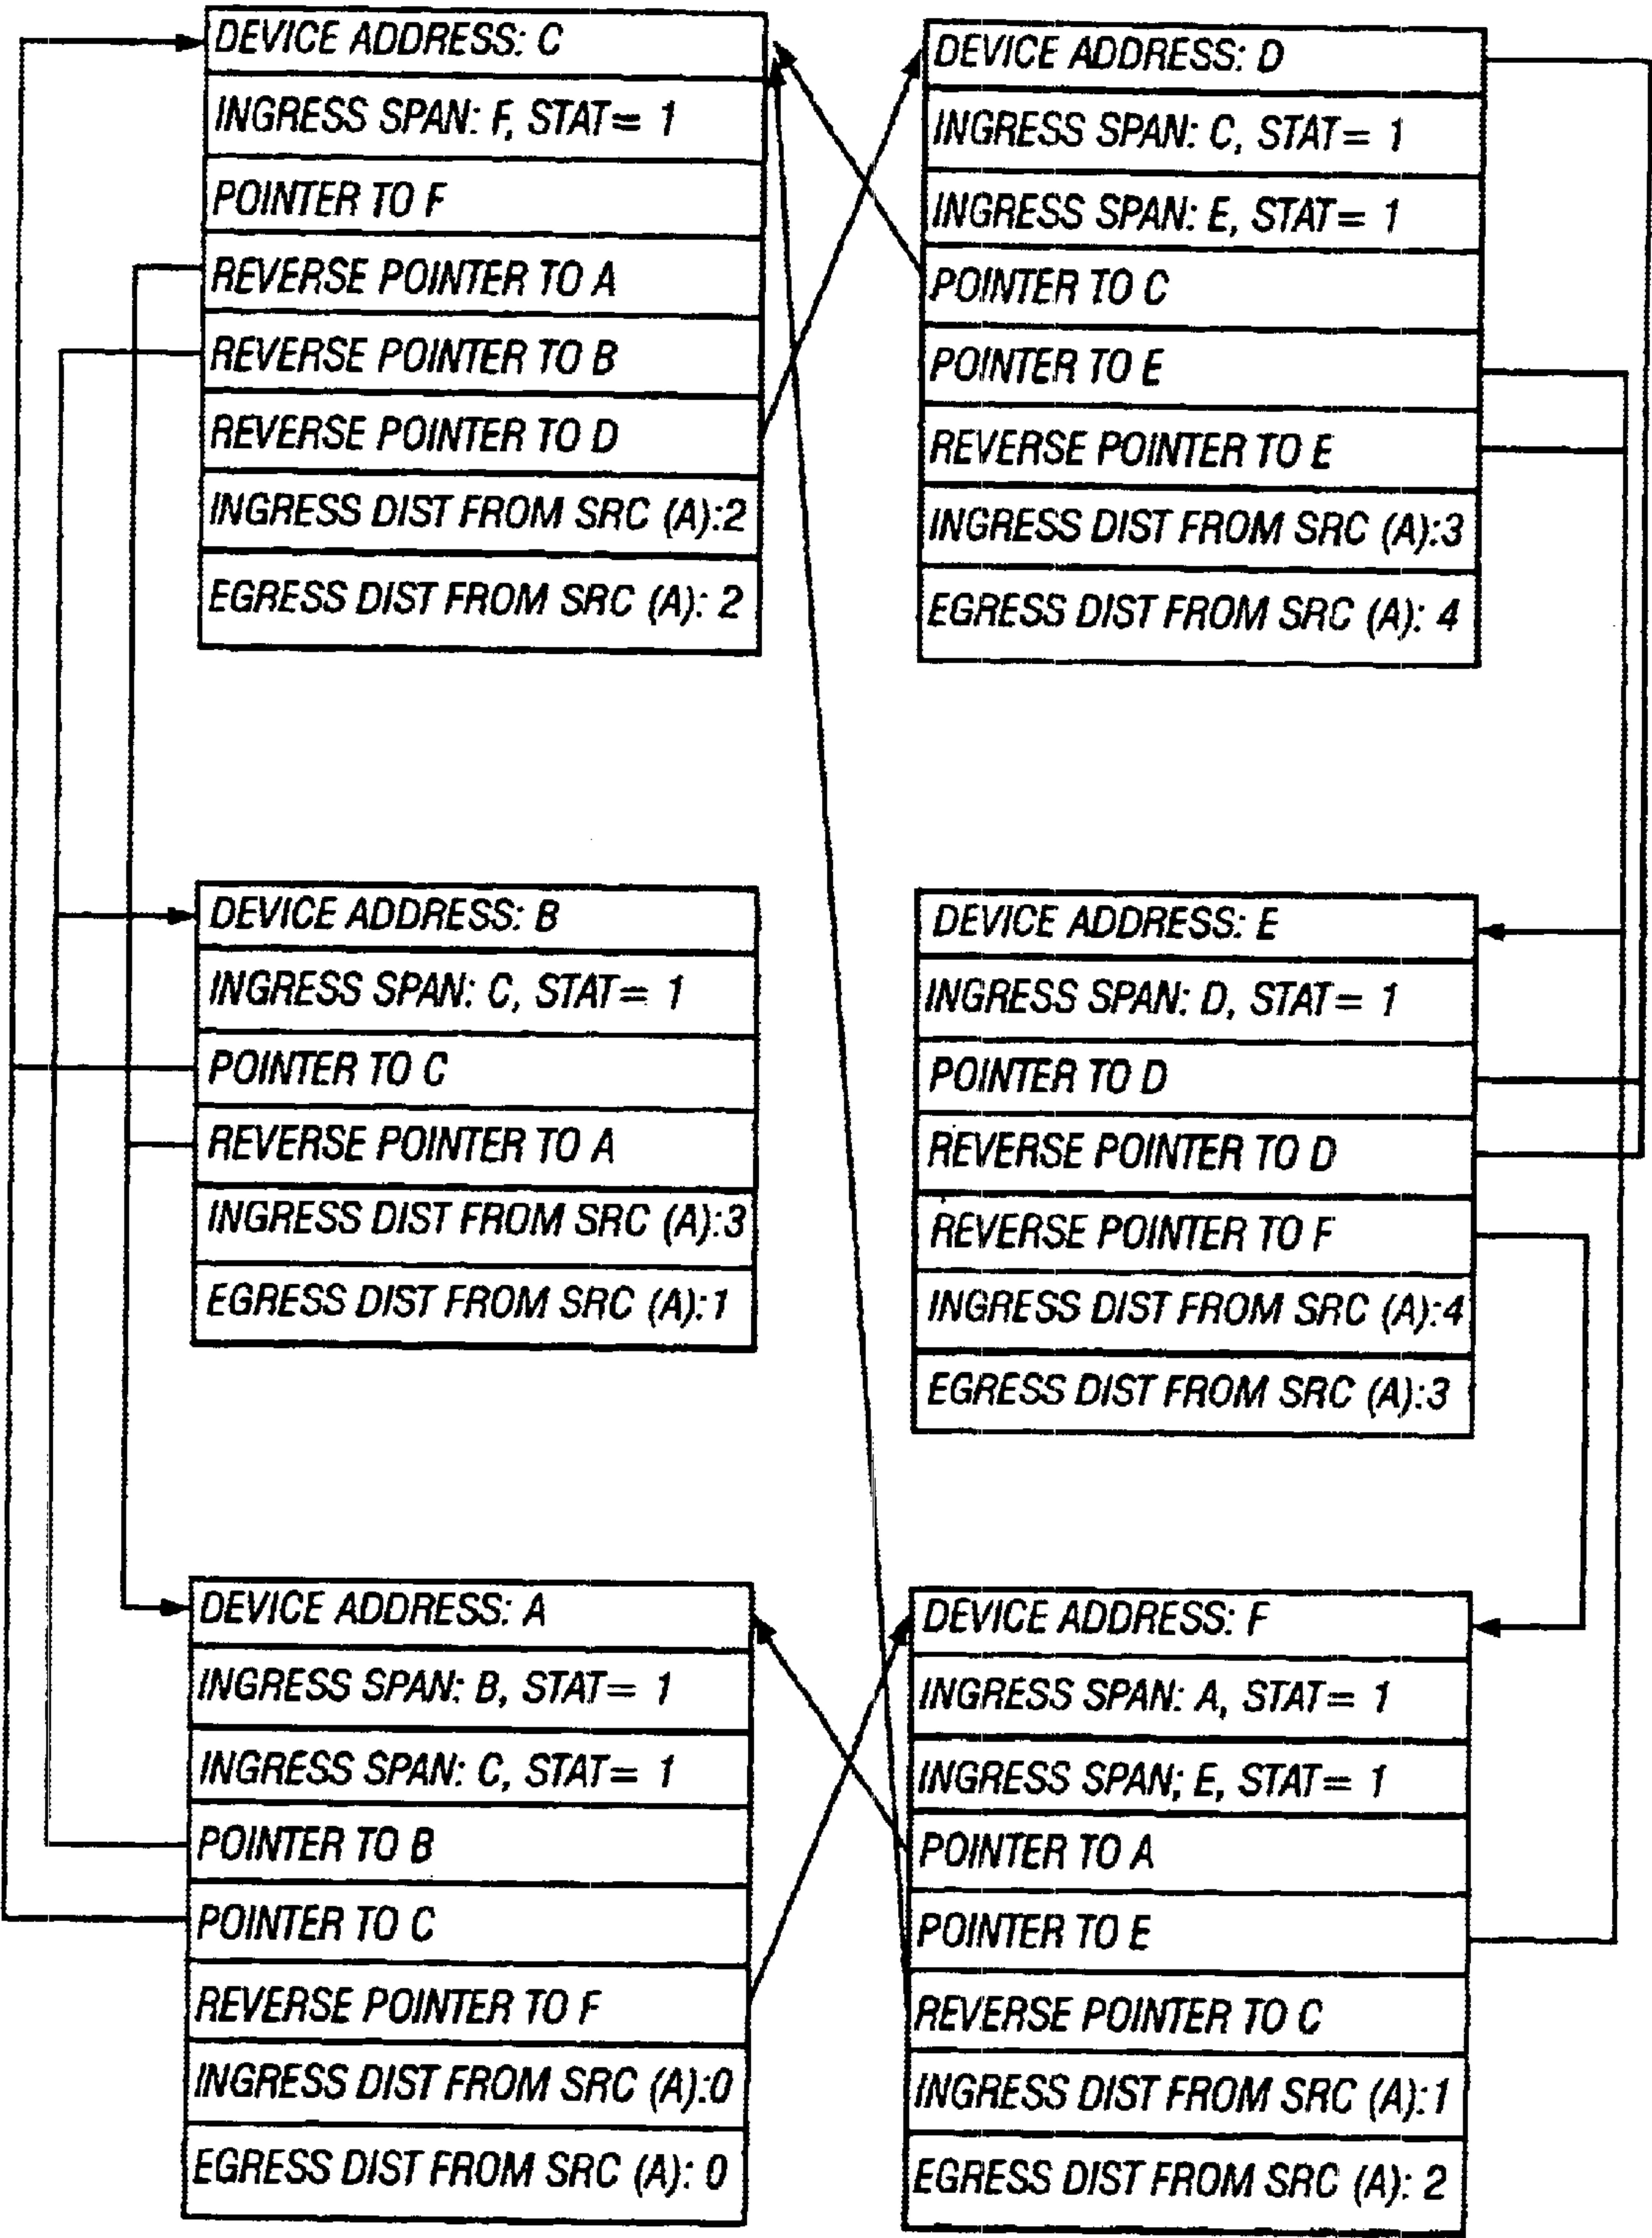 DEVICE ADDRESS: C
INGRESS SPAN: F, STAT= 1
POINTER TO F
REVERSE POINTER TO A
REVERSE POINTER TO B
REVERSE POINTER TO D
INGRESS DIST FROM SRC (A):2
EGRESS DIST FROM SRC (A): 2
DEVICE ADDRESS: D
INGRESS SPAN: C, STAT= 1
INGRESS SPAN: E, STAT= 1
POINTER TO C
POINTER TO E
REVERSE POINTER TO E
INGRESS DIST FROM SRC (A):3
EGRESS DIST FROM SRC (A): 4
DEVICE ADDRESS: B
INGRESS SPAN: C, STAT= 1
POINTER TO C
REVERSE POINTER TO A
INGRESS DIST FROM SRC (A):3
EGRESS DIST FROM SRC (A):1
DEVICE ADDRESS: E
INGRESS SPAN: D, STAT= 1
POINTER TO D
REVERSE POINTER TO D
REVERSE POINTER TO F
INGRESS DIST FROM SRC (A):4
EGRESS DIST FROM SRC (A):3
DEVICE ADDRESS: A
INGRESS SPAN: B, STAT= 1
INGRESS SPAN: C, STAT= 1
POINTER TO B
POINTER TO C
REVERSE POINTER TO F
INGRESS DIST FROM SRC (A):0
EGRESS DIST FROM SRC (A): 0
DEVICE ADDRESS: F
INGRESS SPAN: A, STAT= 1
INGRESS SPAN; E, STAT= 1
POINTER TO A
POINTER TO E
REVERSE POINTER TO C
INGRESS DIST FROM SRC (A):1
EGRESS DIST FROM SRC (A): 2